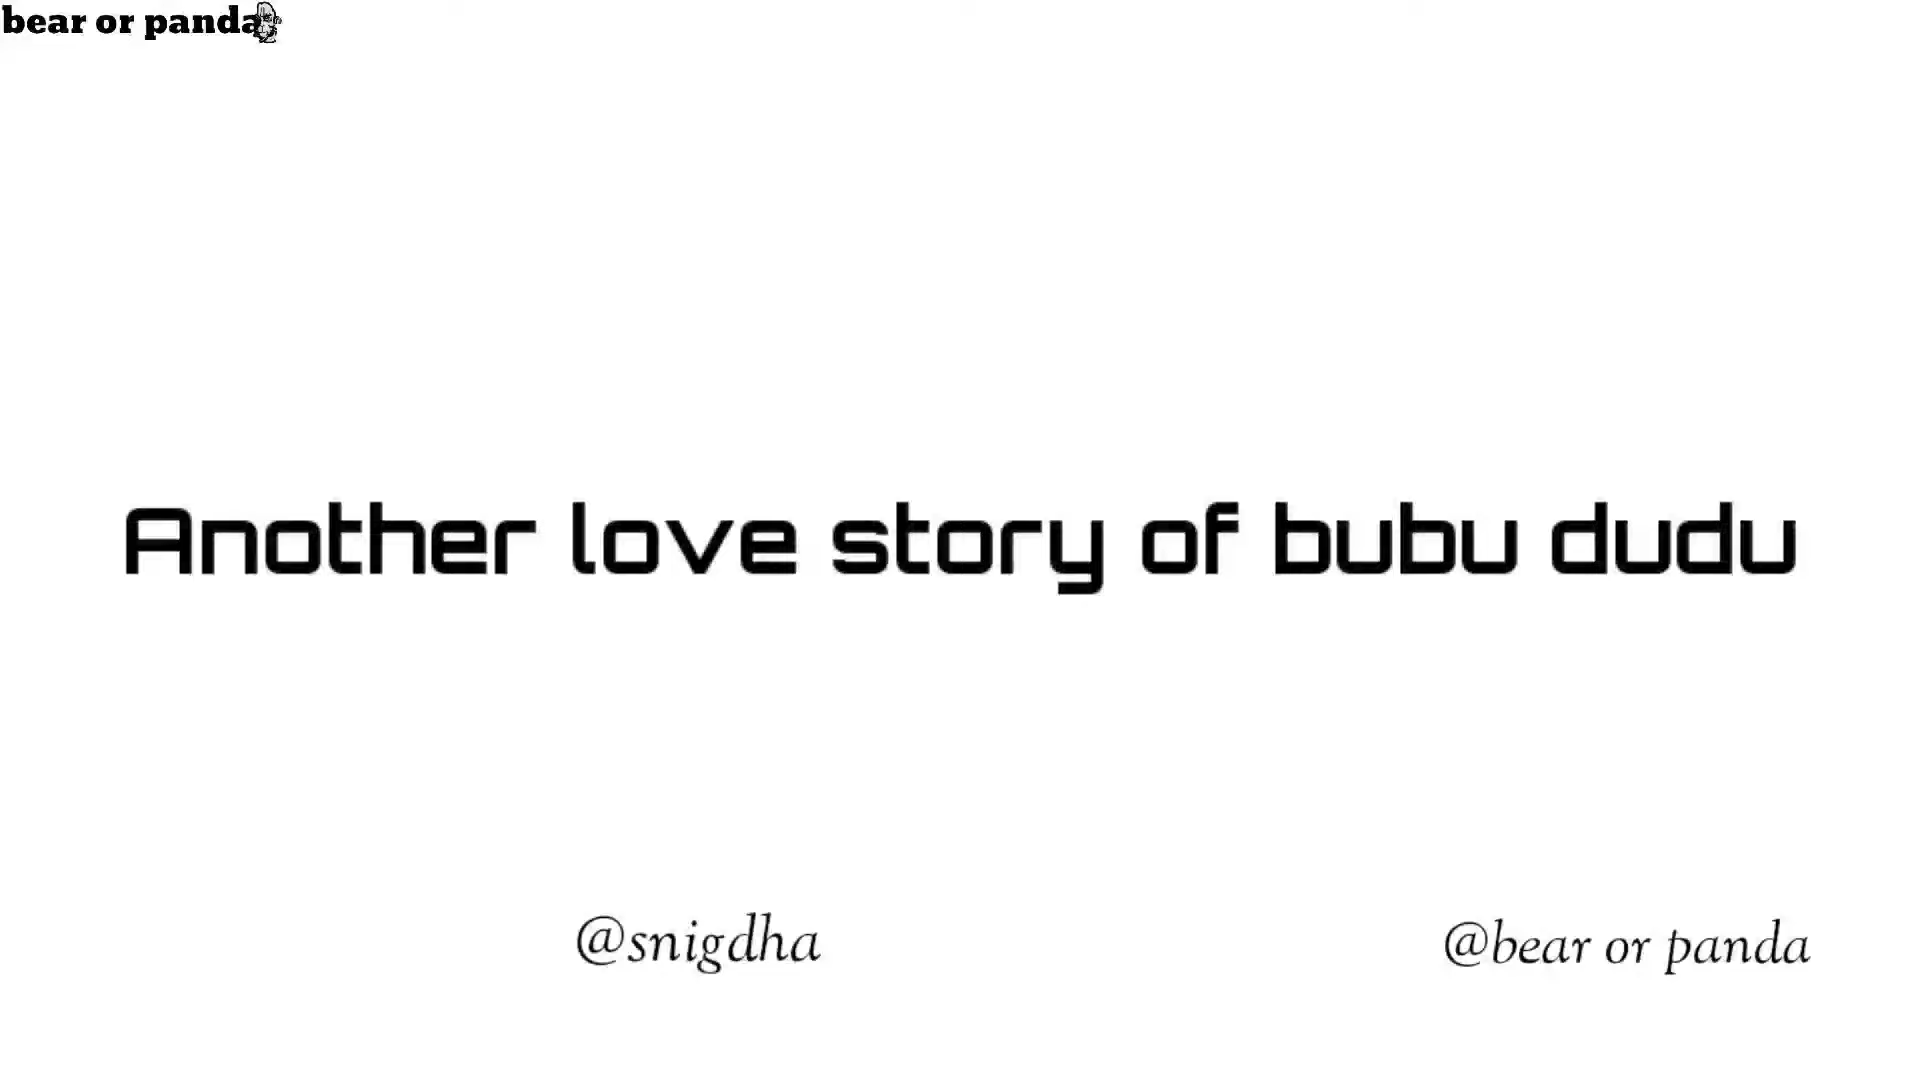 bear or panda
Another love story of bubu dudu
@snigdha @bear or panda